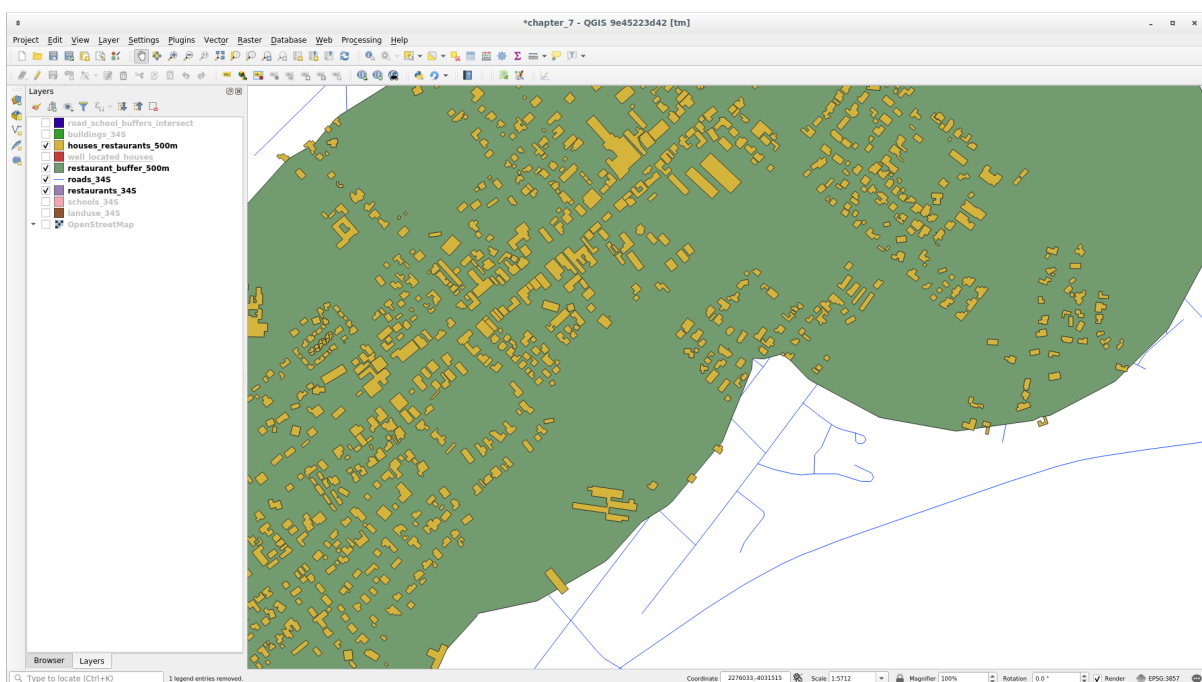 *chapter_7 - QGIS 9e45223d42 [tm]
Project Edit View Layer Settings Plugins Vector Raster Database Web Processing Help
Layers
road_school_buffers_intersect
buildings_34S
houses_restaurants_500m
well_located_houses
restaurant_buffer_500m
roads_34S
restaurants_34S
schools_34S
landuse_34S
OpenStreetMap
Browser Layers
Type to locate (Ctrl+K) 1 legend entries removed. Coordinate 2276033,-4031515 Scale 1:5712 Magnifier 100% Rotation 0.0 ° Render EPSG:3857